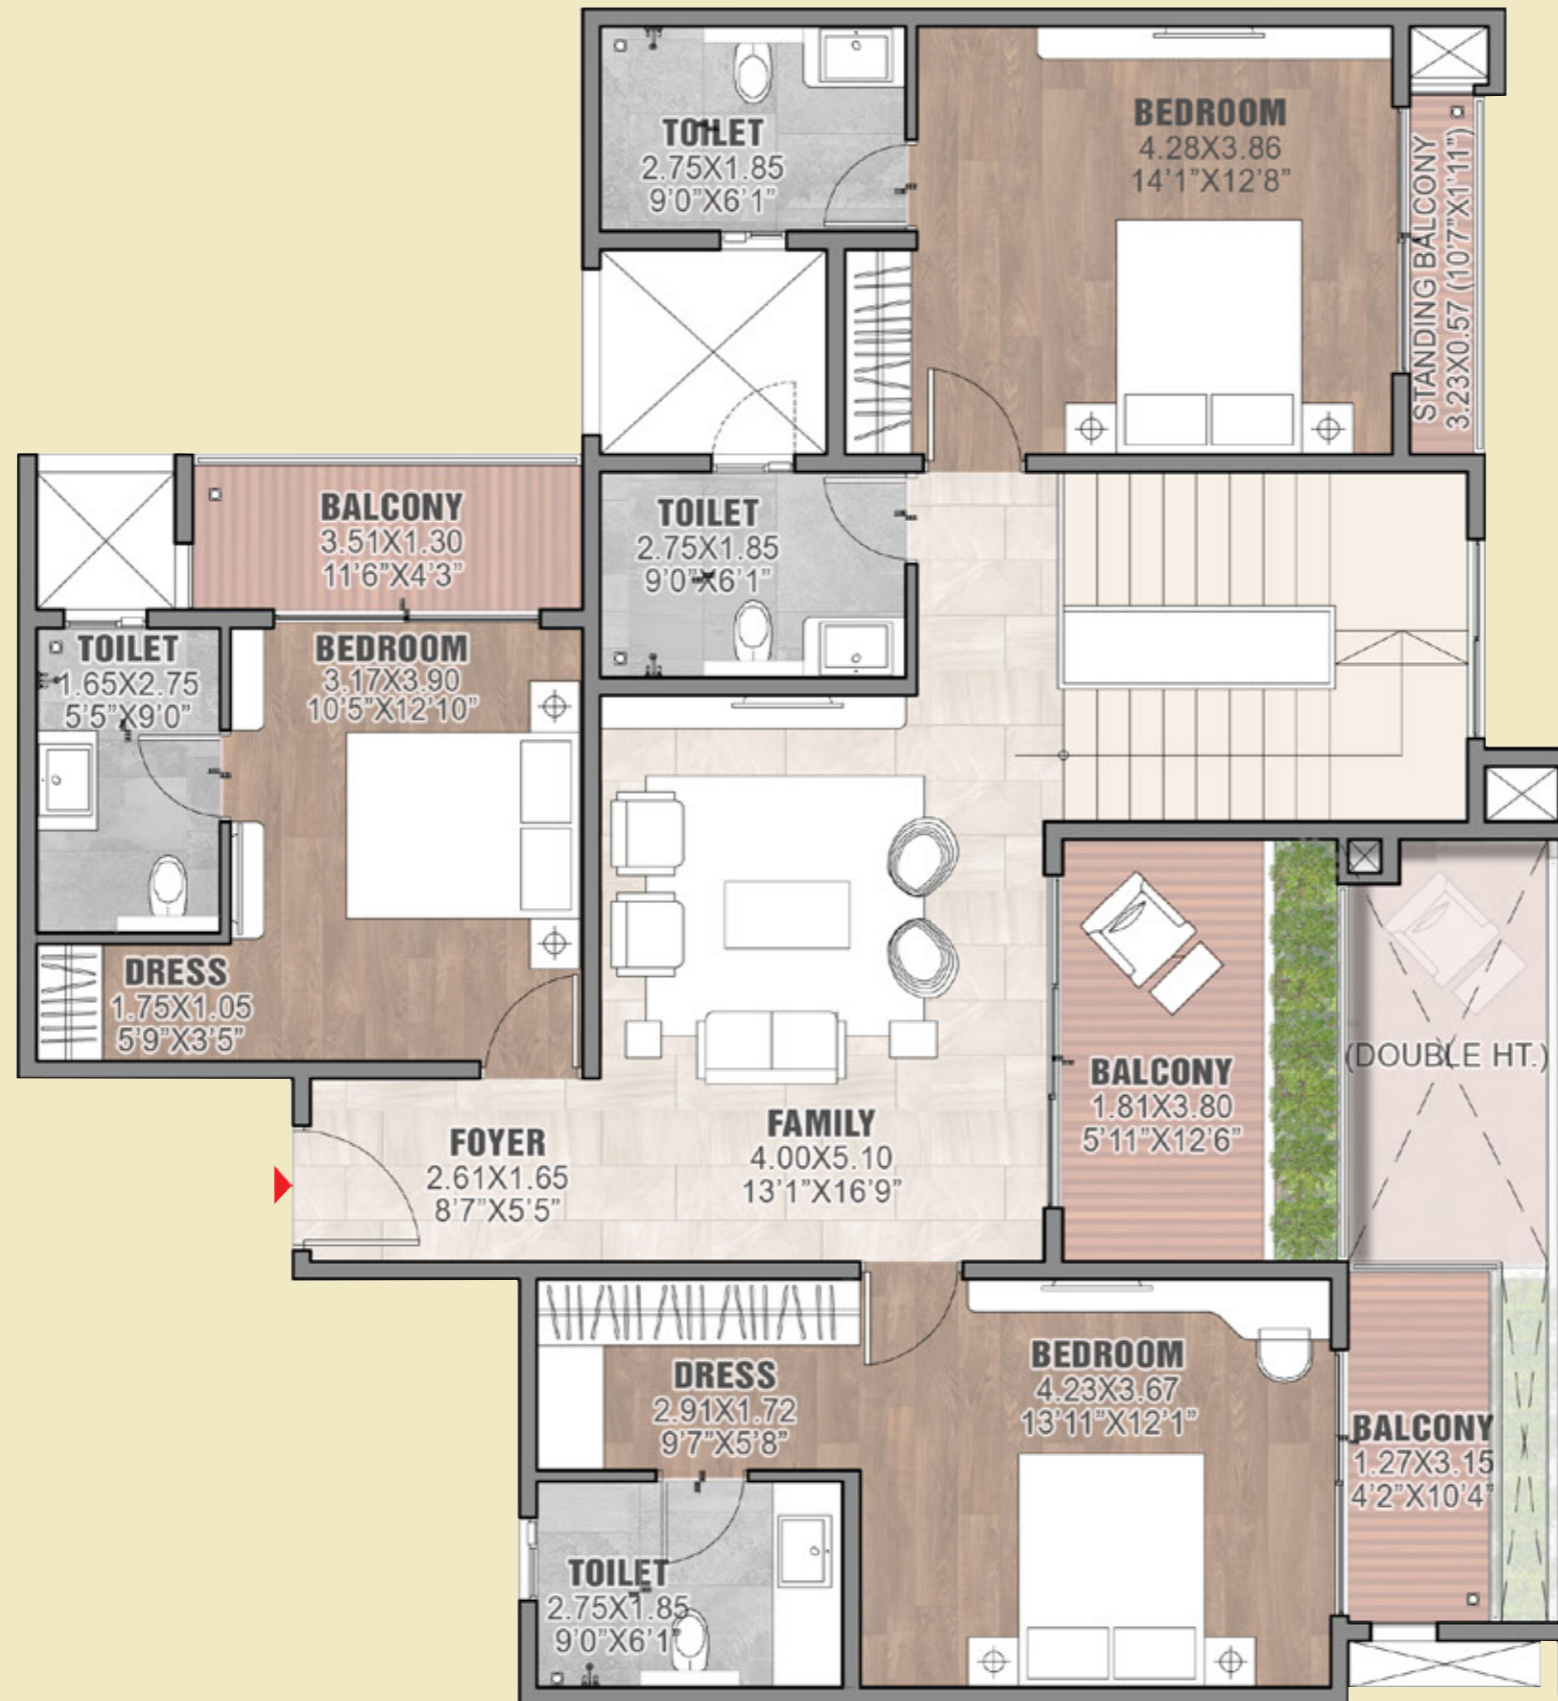 TOILET
2.75X1.85
9'0"X6'1"
BEDROOM
4.28X3.86
14'1"X12'8"
STANDING BALCONY
3.23X0.57 (10'7"X1'11")
BALCONY
3.51X1.30
11'6"X4'3"
TOILET
2.75X1.85
9'0"X6'1"
TOILET
1.65X2.75
5'5"X9'0"
BEDROOM
3.17X3.90
10'5"X12'10"
DRESS
1.75X1.05
5'9"X3'5"
FOYER
2.61X1.65
8'7"X5'5"
FAMILY
4.00X5.10
13'1"X16'9"
BALCONY
1.81X3.80
5'11"X12'6"
(DOUBLE HT.)
DRESS
2.91X1.72
9'7"X5'8"
BEDROOM
4.23X3.67
13'11"X12'1"
BALCONY
1.27X3.15
4'2"X10'4"
TOILET
2.75X1.85
9'0"X6'1"